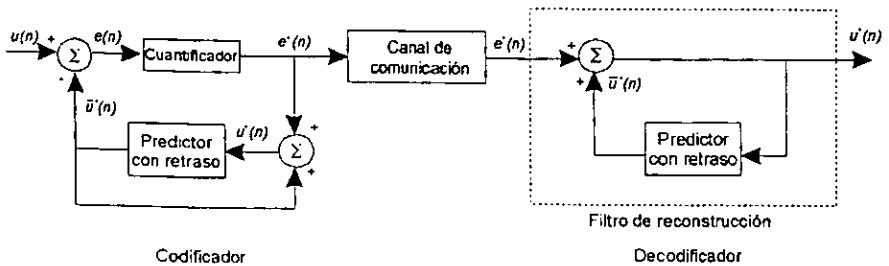 u(n)
+
Σ
-
e(n)
Cuantificador
e˙(n)
Canal de
comunicación
e˙(n)
+
Σ
+
u˙(n)
ū˙(n)
Predictor
con retraso
u˙(n)
+
Σ
+
ū˙(n)
Predictor
con retraso
Filtro de reconstrucción
Codificador
Decodificador